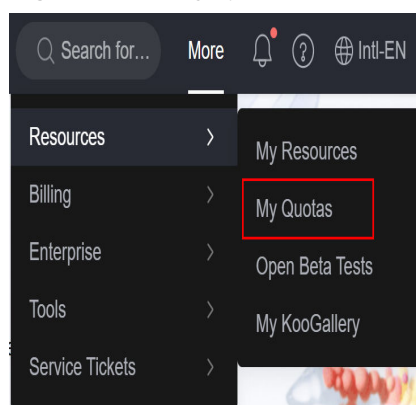 Search for... More Intl-EN
Resources
Billing
Enterprise
Tools
Service Tickets
My Resources
My Quotas
Open Beta Tests
My KooGallery